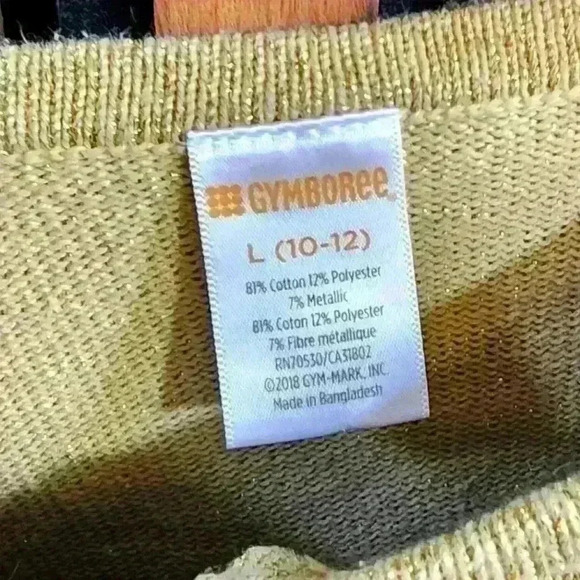 GYMBOREE
L (10-12)
81% Cotton 12% Polyester
7% Metallic
81% Coton 12% Polyester
7% Fibre métallique
RN70530/CA31802
©2018 GYM-MARK, INC.
Made in Bangladesh